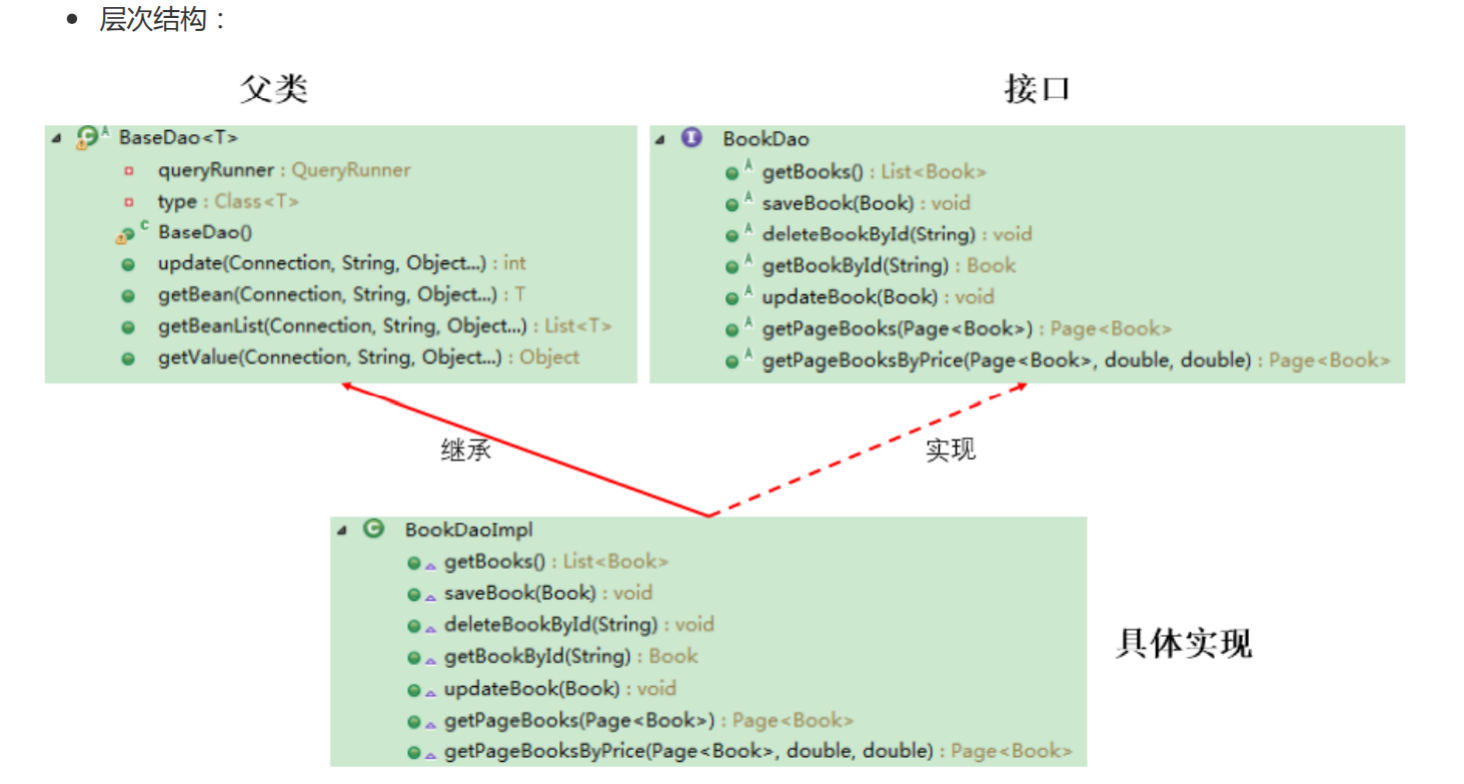 层次结构：
父类
BaseDao<T>
queryRunner : QueryRunner
type : Class<T>
BaseDao()
update(Connection, String, Object...) : int
getBean(Connection, String, Object...) : T
getBeanList(Connection, String, Object...) : List<T>
getValue(Connection, String, Object...) : Object
接口
BookDao
getBooks() : List<Book>
saveBook(Book) : void
deleteBookById(String) : void
getBookById(String) : Book
updateBook(Book) : void
getPageBooks(Page<Book>) : Page<Book>
getPageBooksByPrice(Page<Book>, double, double) : Page<Book>
继承
实现
BookDaoImpl
getBooks() : List<Book>
saveBook(Book) : void
deleteBookById(String) : void
getBookById(String) : Book
updateBook(Book) : void
getPageBooks(Page<Book>) : Page<Book>
getPageBooksByPrice(Page<Book>, double, double) : Page<Book>
具体实现